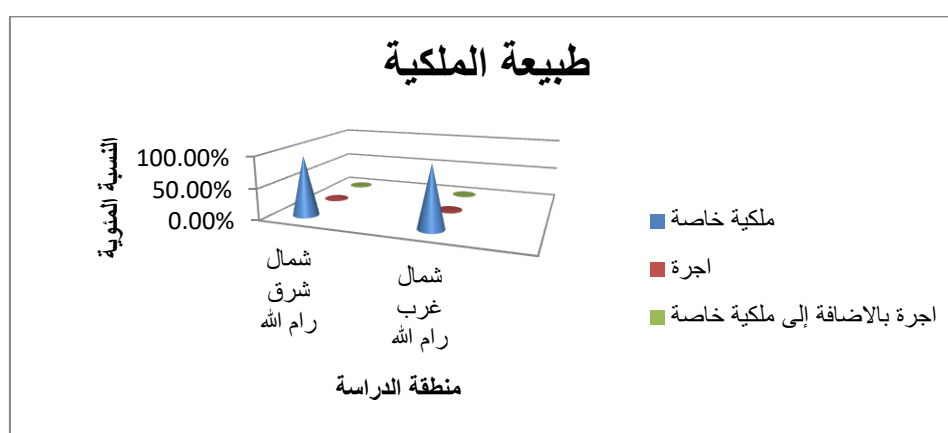 طبيعة الملكية
النسبة المئوية
100.00%
50.00%
0.00%
شمال
شرق
رام الله
شمال
غرب
رام الله
منطقة الدراسة
ملكية خاصة
اجرة
اجرة بالاضافة إلى ملكية خاصة